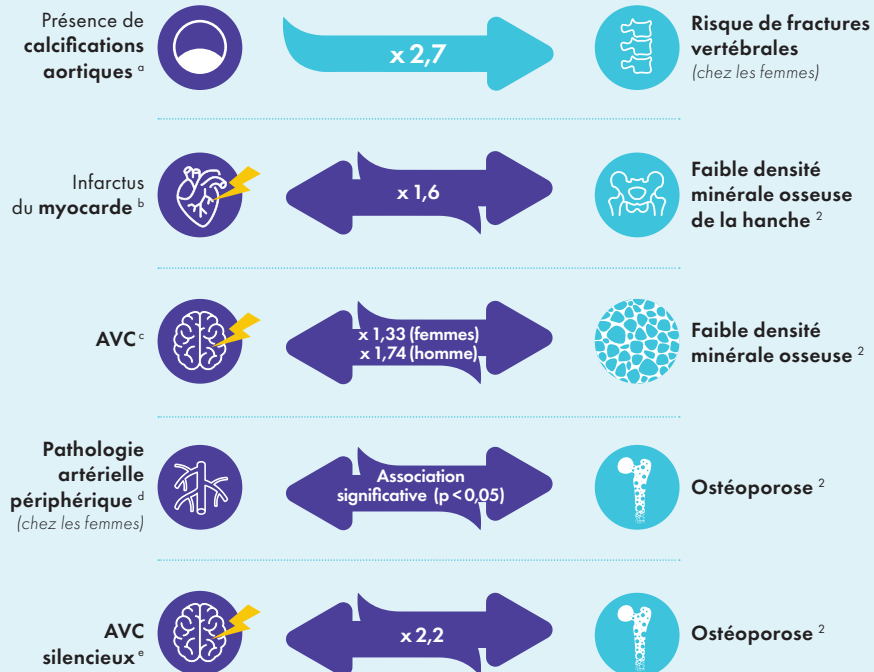 Présence de
calcifications
aortiques ᵃ
x 2,7
Risque de fractures
vertébrales
(chez les femmes)
Infarctus
du myocarde ᵇ
x 1,6
Faible densité
minérale osseuse
de la hanche ²
AVC ᶜ
x 1,33 (femmes)
x 1,74 (homme)
Faible densité
minérale osseuse ²
Pathologie
artérielle
périphérique ᵈ
(chez les femmes)
Association
significative (p < 0,05)
Ostéoporose ²
AVC
silencieux ᵉ
x 2,2
Ostéoporose ²